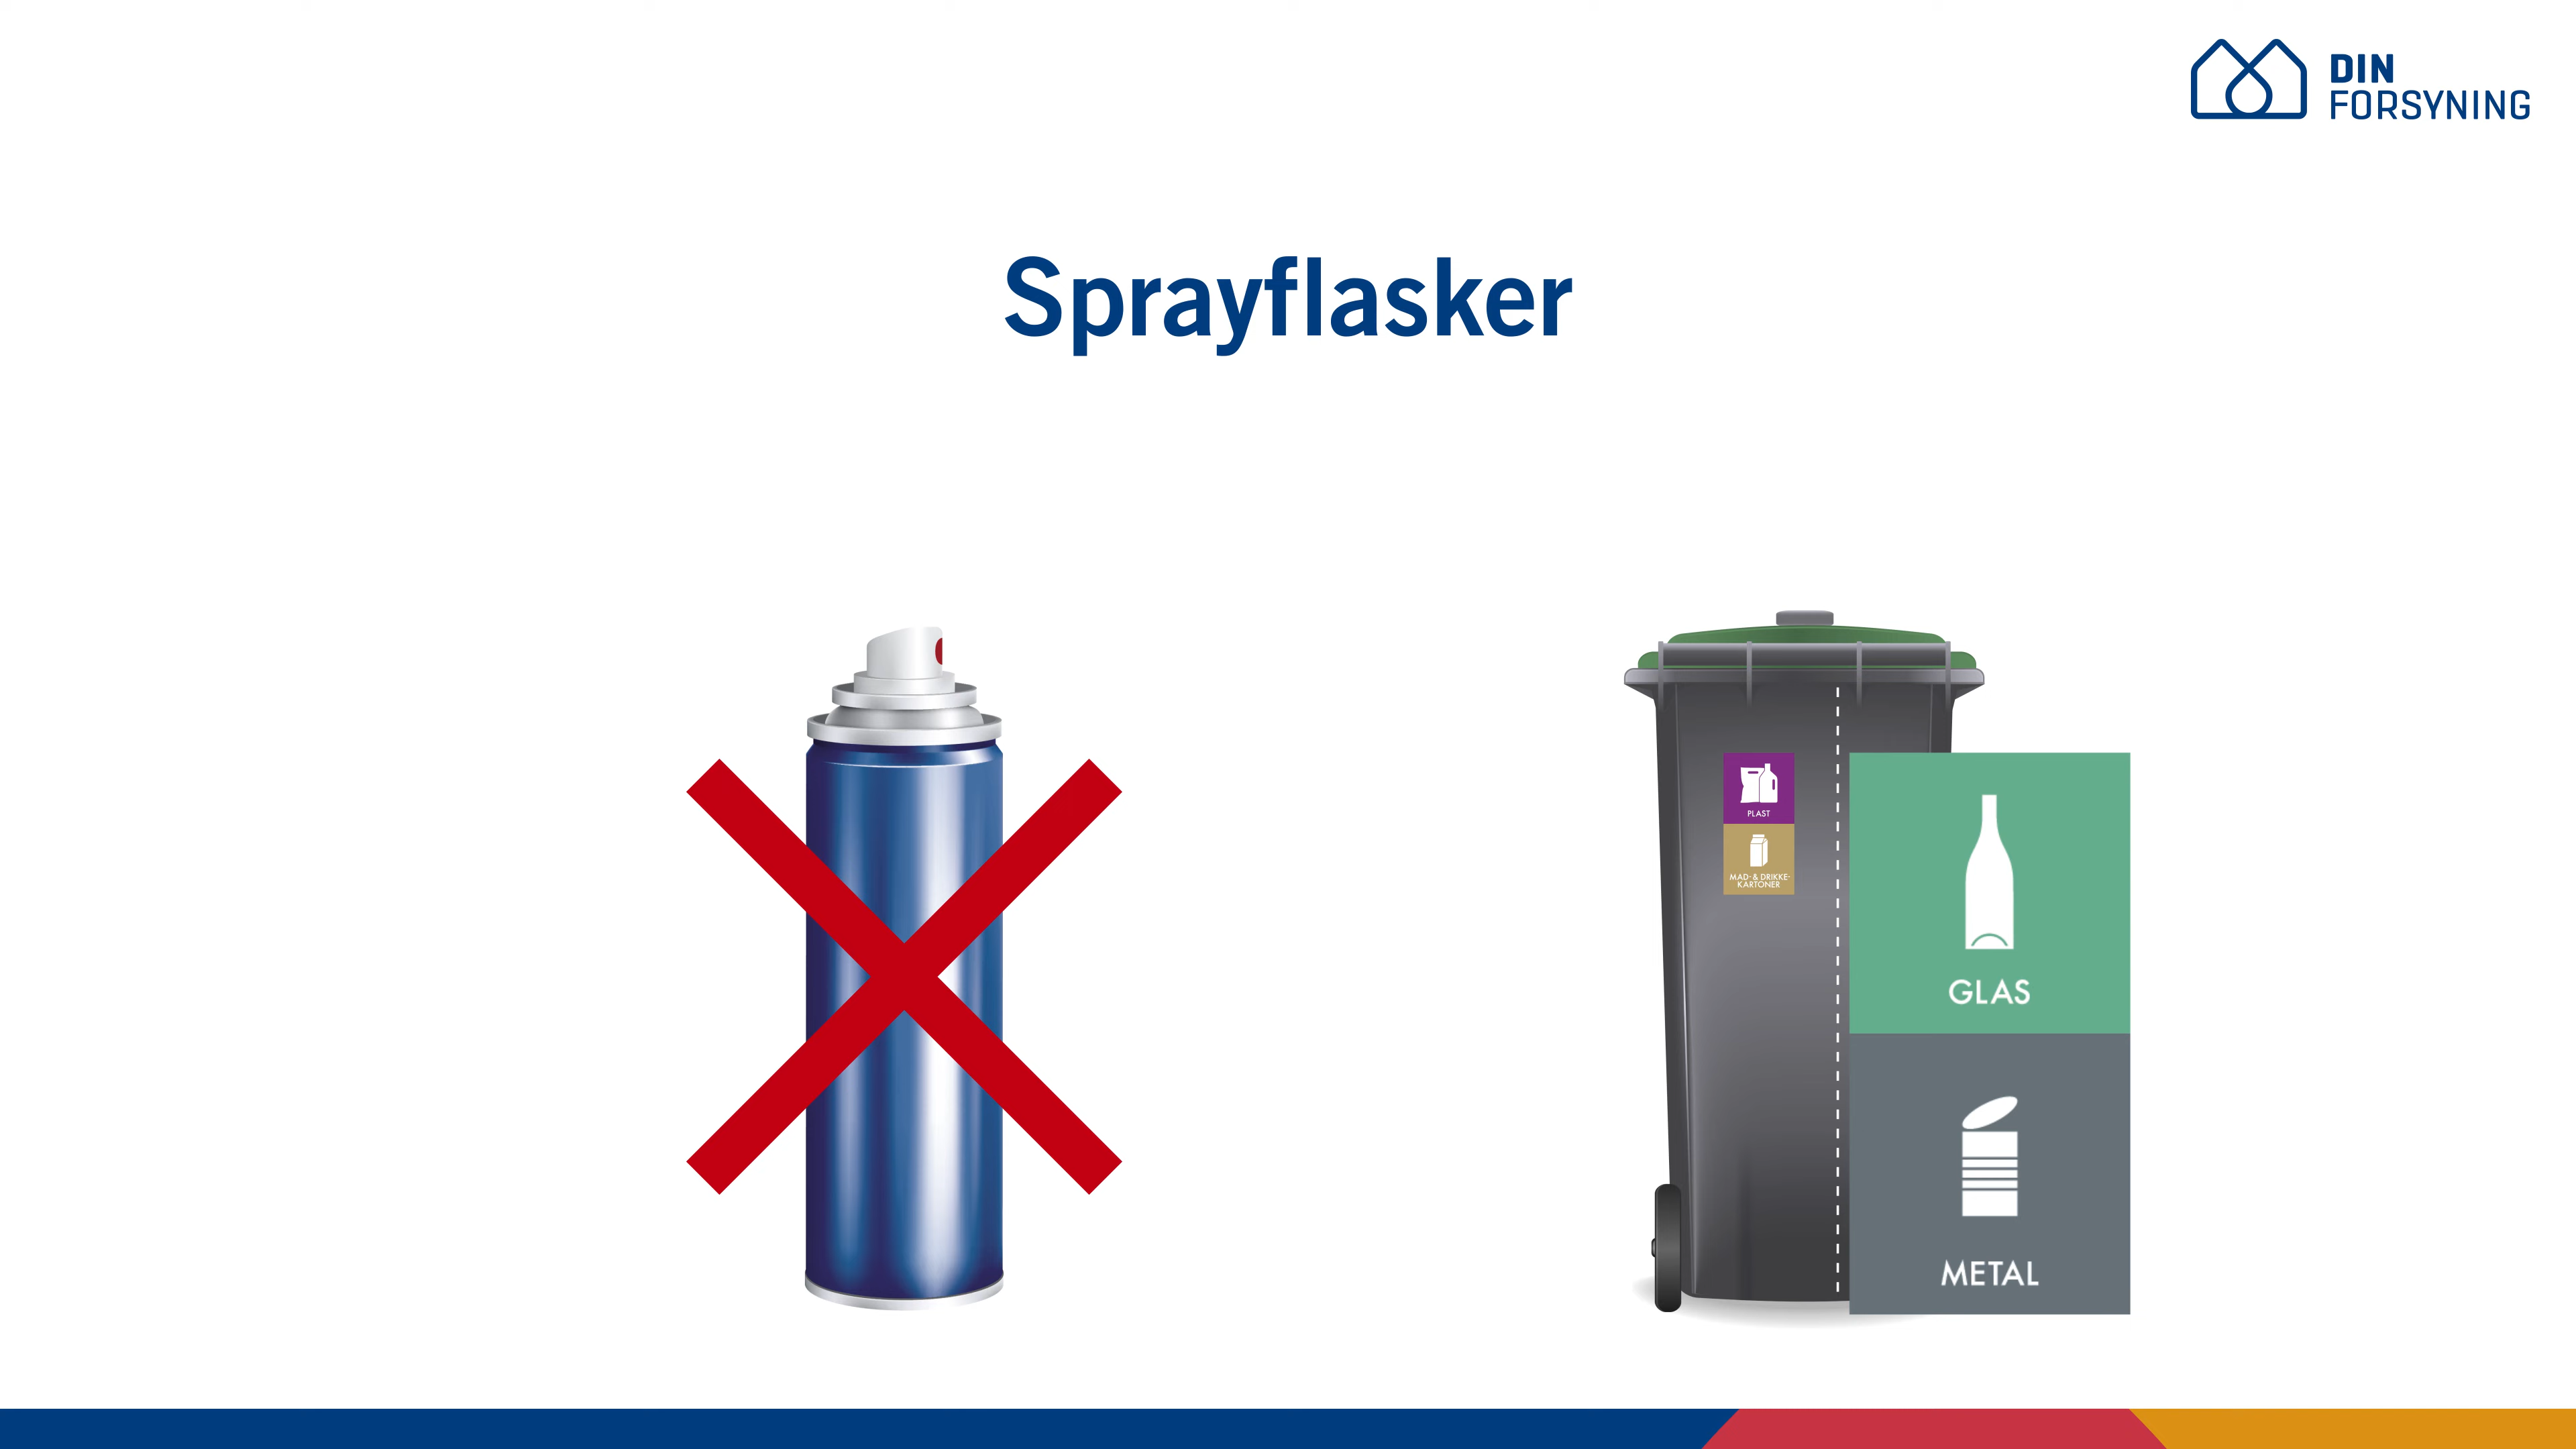 DIN
FORSYNING
Sprayflasker
PLAST
MAD- & DRIKKE-
KARTONER
GLAS
METAL